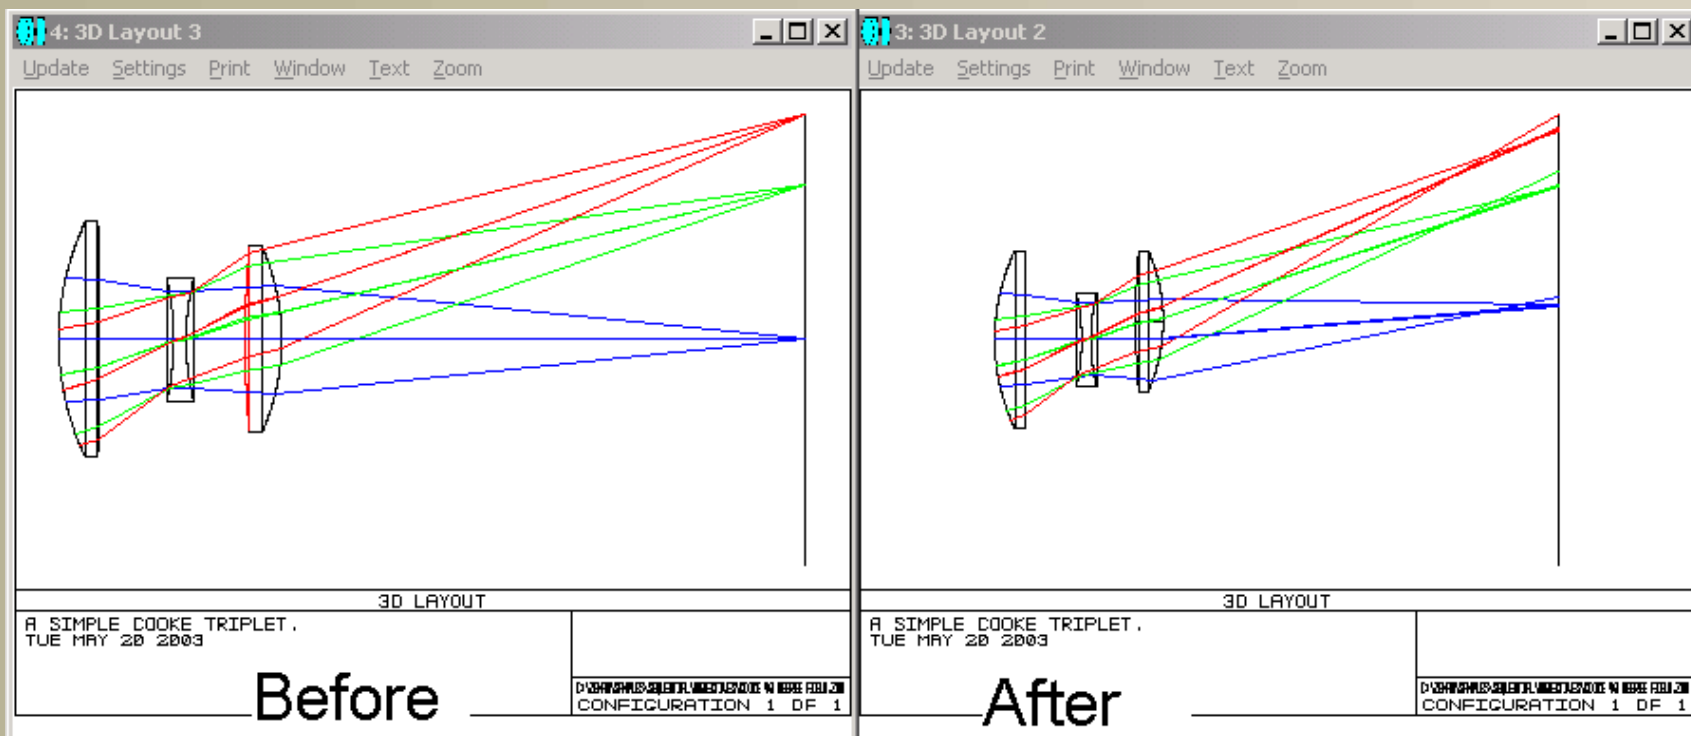 4: 3D Layout 3
Update Settings Print Window Text Zoom
3D LAYOUT
A SIMPLE COOKE TRIPLET.
TUE MAY 20 2003
CONFIGURATION 1 OF 1
Before
3: 3D Layout 2
Update Settings Print Window Text Zoom
3D LAYOUT
A SIMPLE COOKE TRIPLET.
TUE MAY 20 2003
CONFIGURATION 1 OF 1
After